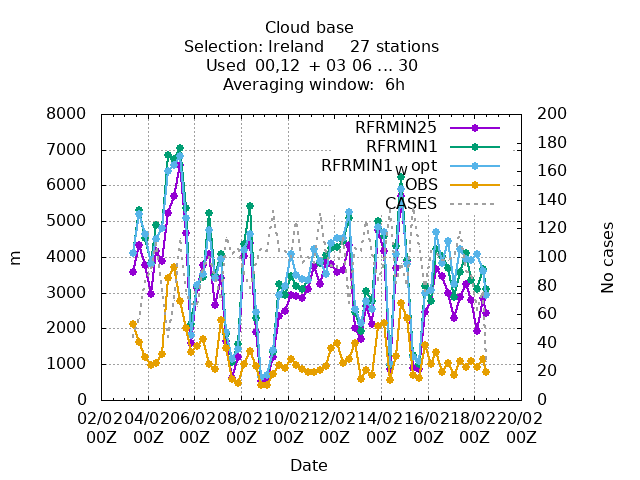 Cloud base
Selection: Ireland 27 stations
Used 00,12 + 03 06 ... 30
Averaging window: 6h
8000
7000
6000
5000
4000
3000
2000
1000
0
m
200
180
160
140
120
100
80
60
40
20
0
No cases
RFRMIN25
RFRMIN1
RFRMIN1wopt
OBS
CASES
02/02 04/02 06/02 08/02 10/02 12/02 14/02 16/02 18/02 20/02
00Z 00Z 00Z 00Z 00Z 00Z 00Z 00Z 00Z 00Z
Date